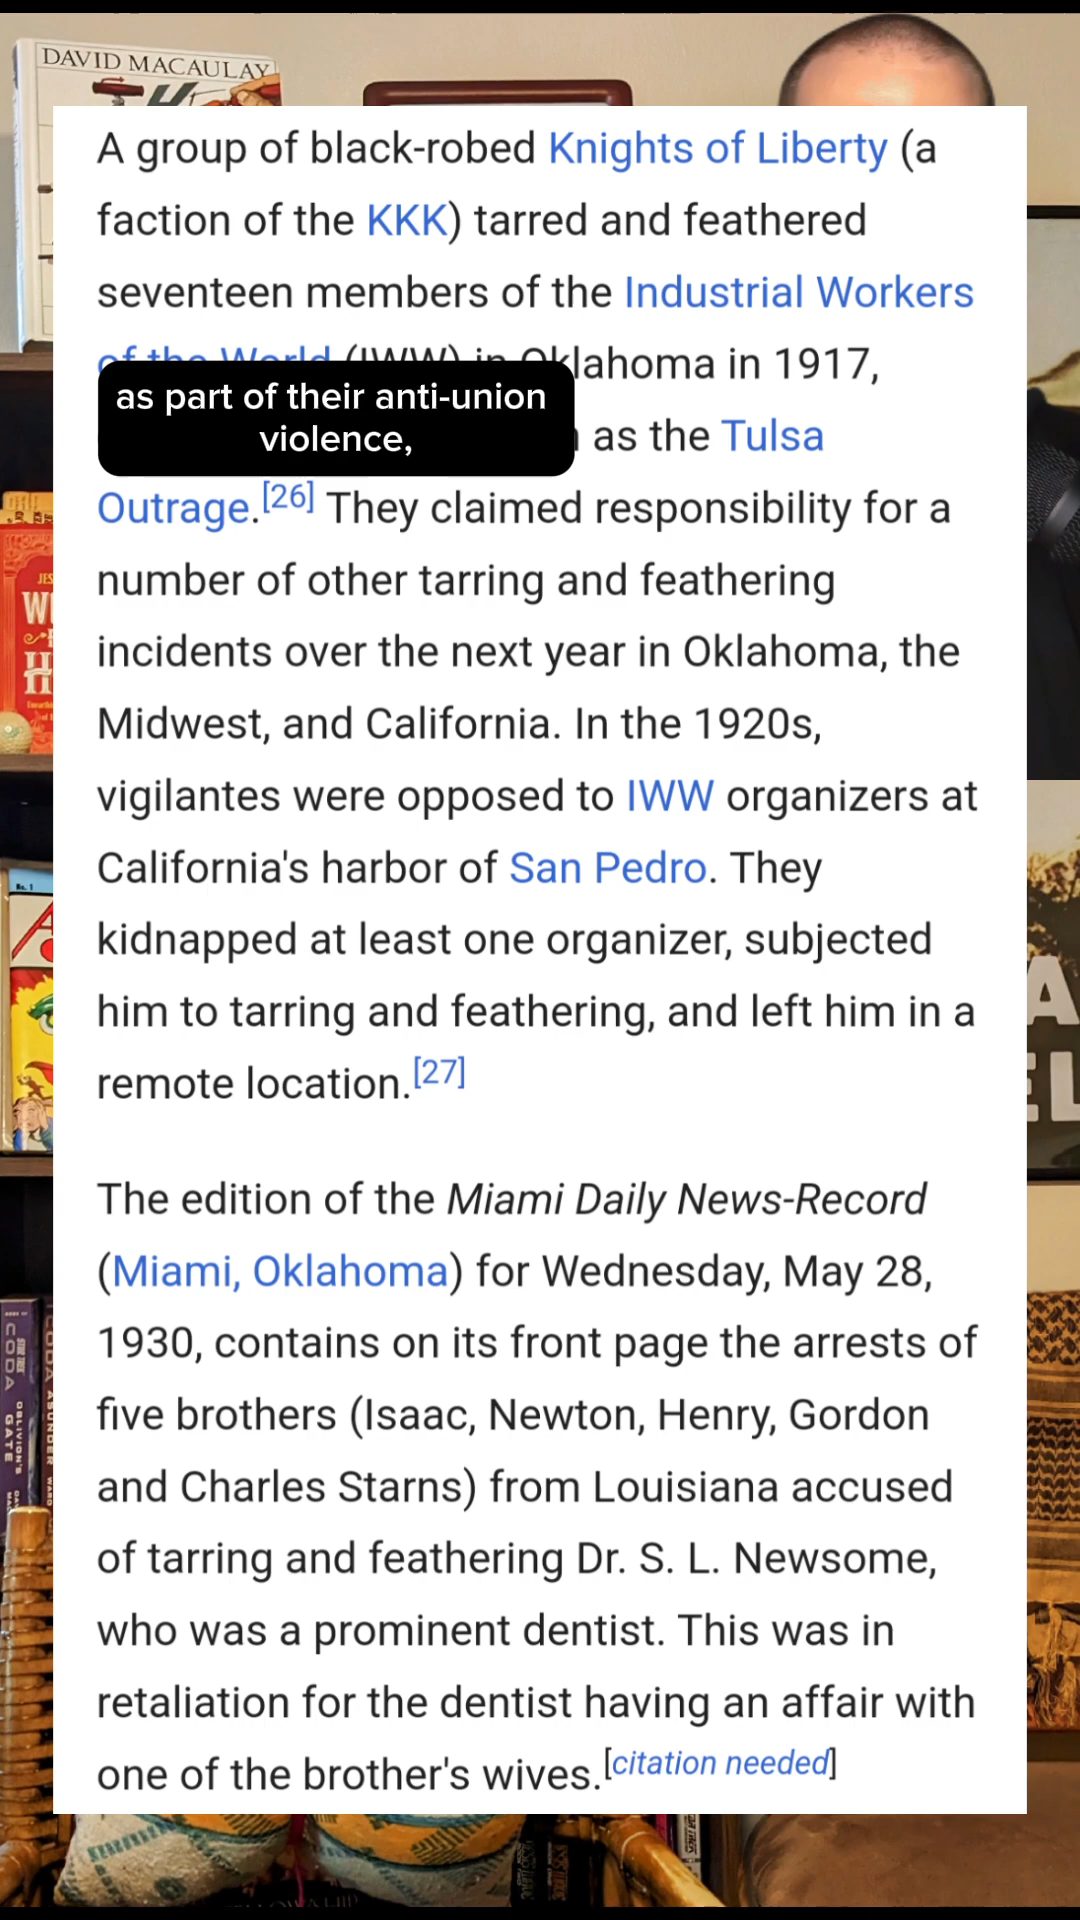 DAVID MACAULAY
A group of black-robed Knights of Liberty (a
faction of the KKK) tarred and feathered
seventeen members of the Industrial Workers
of the World (IWW) in Oklahoma in 1917,
as part of their anti-union
violence,
as the Tulsa
Outrage.[26] They claimed responsibility for a
number of other tarring and feathering
incidents over the next year in Oklahoma, the
Midwest, and California. In the 1920s,
vigilantes were opposed to IWW organizers at
California's harbor of San Pedro. They
kidnapped at least one organizer, subjected
him to tarring and feathering, and left him in a
remote location.[27]
The edition of the Miami Daily News-Record
(Miami, Oklahoma) for Wednesday, May 28,
1930, contains on its front page the arrests of
five brothers (Isaac, Newton, Henry, Gordon
and Charles Starns) from Louisiana accused
of tarring and feathering Dr. S. L. Newsome,
who was a prominent dentist. This was in
retaliation for the dentist having an affair with
one of the brother's wives.[citation needed]
CODA
OBLIVION'S
GATE